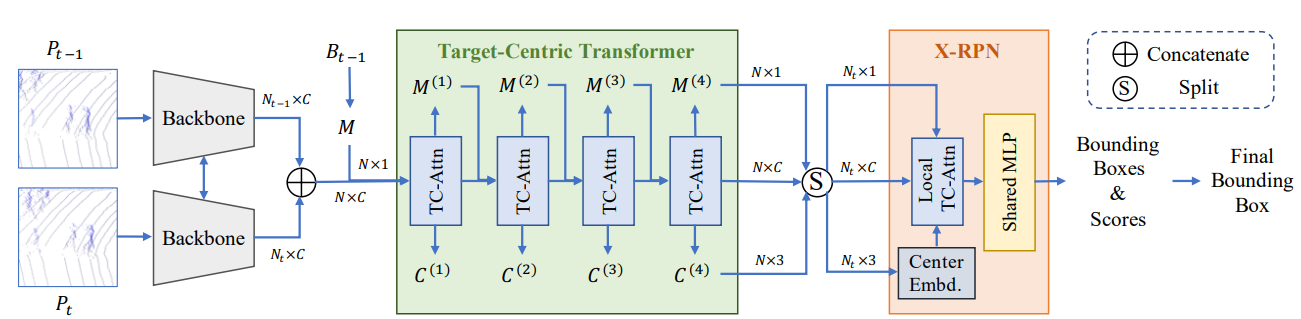 P_{t-1}
Backbone
N_{t-1}×C
B_{t-1}
M
N×1
N×C
P_t
Backbone
N_t×C
Target-Centric Transformer
M^{(1)}
M^{(2)}
M^{(3)}
M^{(4)}
TC-Attn
TC-Attn
TC-Attn
TC-Attn
C^{(1)}
C^{(2)}
C^{(3)}
C^{(4)}
N×1
N×C
N×3
S
N_t×1
N_t×C
N_t×3
X-RPN
Local
TC-Attn
Shared MLP
Center
Embd.
Concatenate
S Split
Bounding
Boxes
&
Scores
Final
Bounding
Box